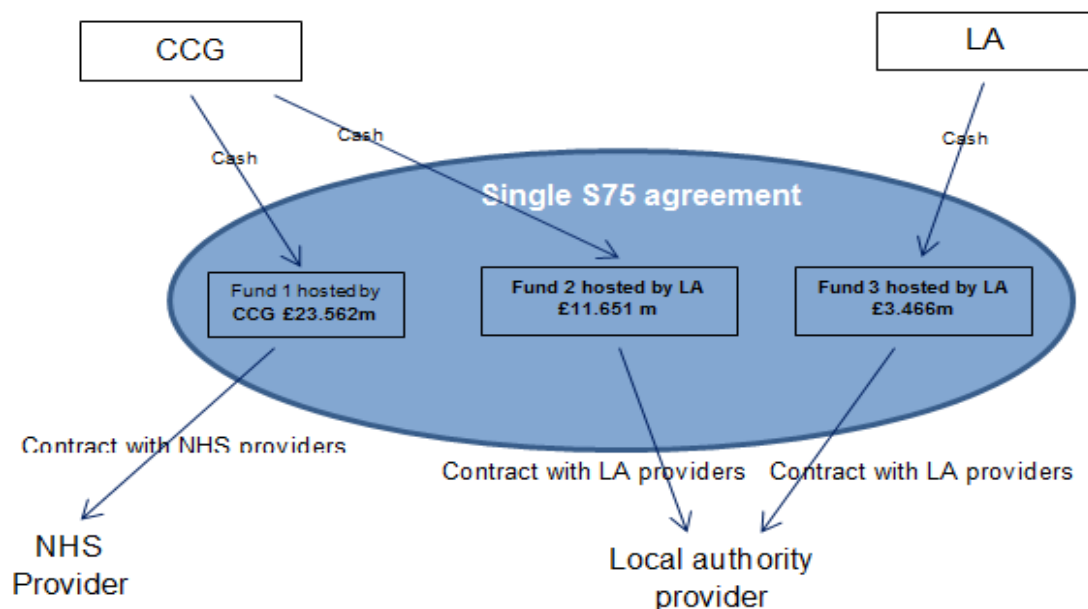 CCG
LA
Cash
Cash
Cash
Single S75 agreement
Fund 1 hosted by
CCG £23.562m
Fund 2 hosted by LA
£11.651 m
Fund 3 hosted by LA
£3.466m
Contract with NHS providers
Contract with LA providers
Contract with LA providers
NHS
Provider
Local authority
provider